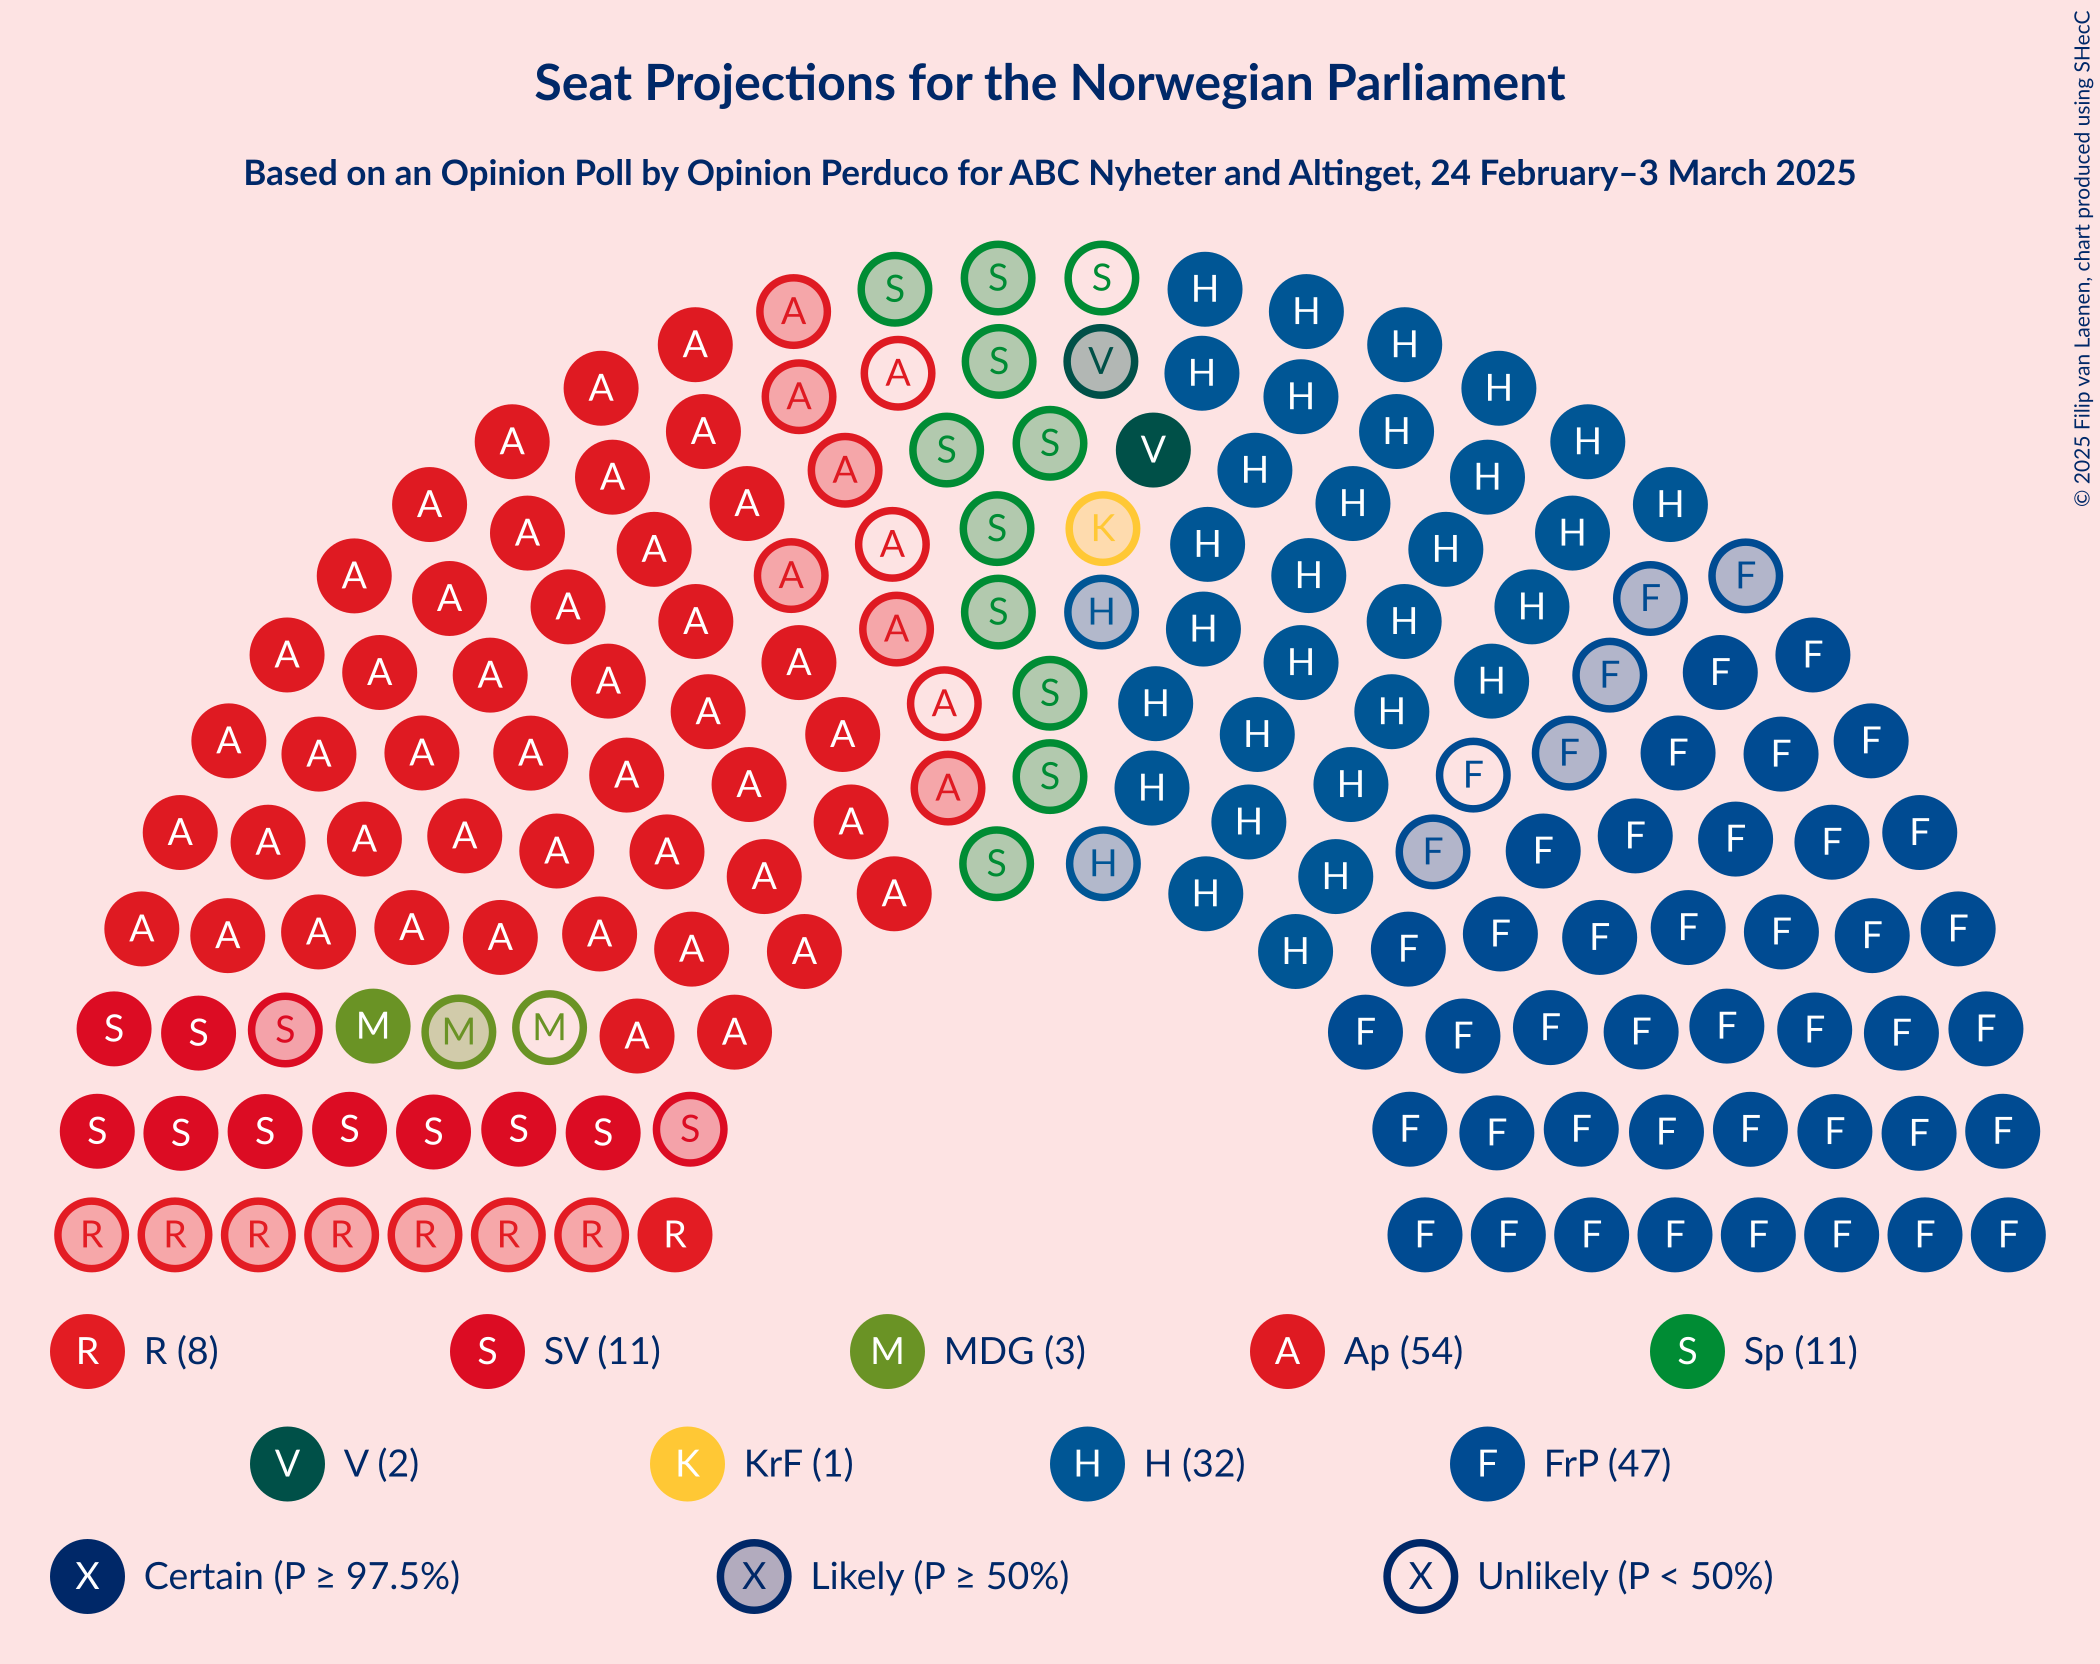 Seat Projections for the Norwegian Parliament
Based on an Opinion Poll by Opinion Perduco for ABC Nyheter and Altinget, 24 February–3 March 2025
© 2025 Filip van Laenen, chart produced using SHecC
S S S H
A A H
A H
A A S V H H
A A H H
A S S V H
A A A H H H
A A S K H H
A A A H H H
A A A S H H H F F
A A A A S H H H H F
A A A A S H H H F F F
A A A A A A S H H H F F F F F
A A A A A A A H H F F F F F F
A A S H H
A A A A A A A A A H H F F F F F F F
S S S M M M A A F F F F F F F F
S S S S S S S S F F F F F F F F
R R R R R R R R F F F F F F F F
R R (8) S SV (11) M MDG (3) A Ap (54) S Sp (11)
V V (2) K KrF (1) H H (32) F FrP (47)
X Certain (P ≥ 97.5%) X Likely (P ≥ 50%) X Unlikely (P < 50%)